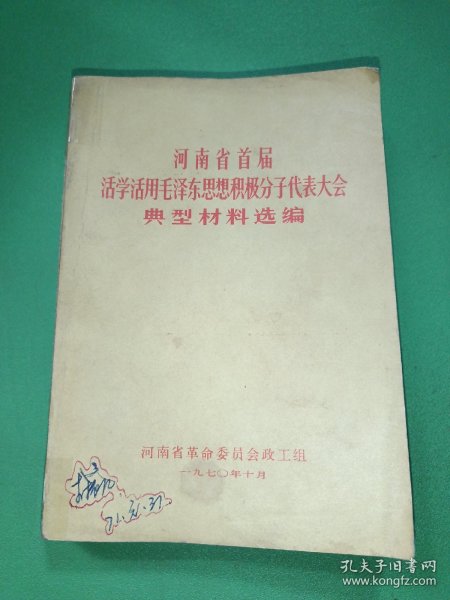 河南省首届
活学活用毛泽东思想积极分子代表大会
典型材料选编
河南省革命委员会政工组
一九七〇年十月
孔夫子旧书网
www.kongfz.com